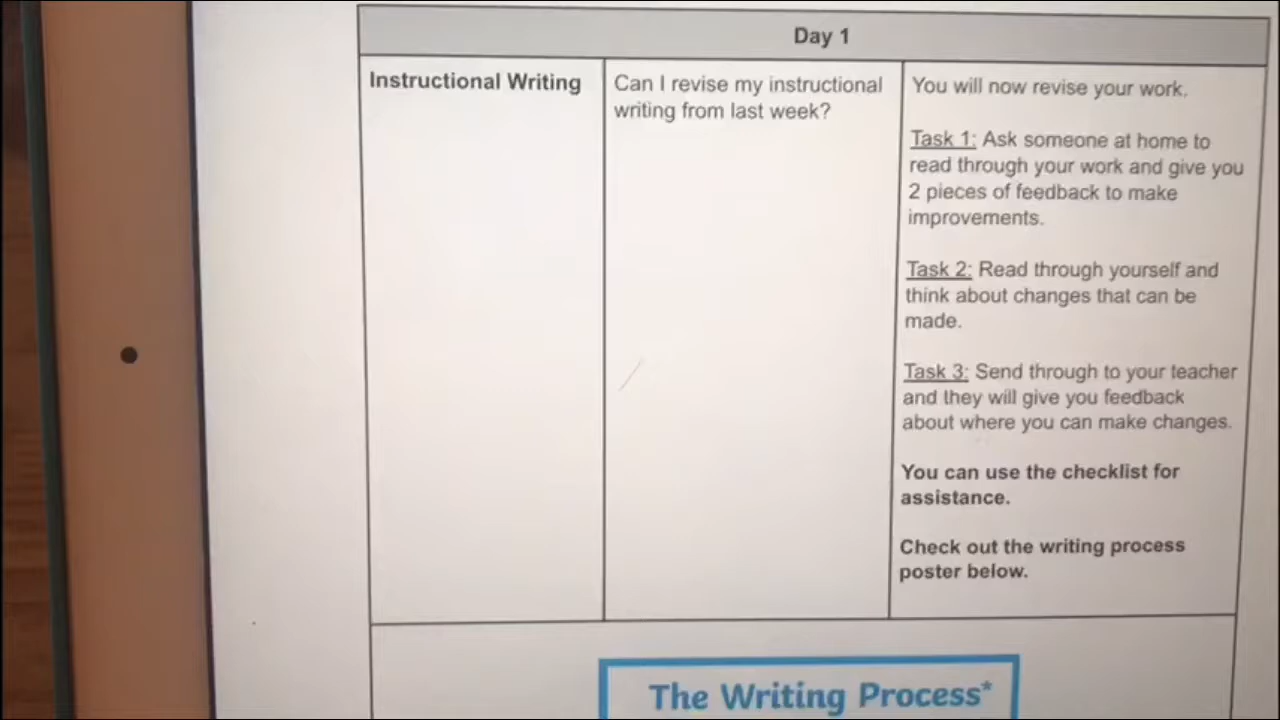 Day 1
Instructional Writing
Can I revise my instructional
writing from last week?
You will now revise your work.
Task 1: Ask someone at home to
read through your work and give you
2 pieces of feedback to make
improvements.
Task 2: Read through yourself and
think about changes that can be
made.
Task 3: Send through to your teacher
and they will give you feedback
about where you can make changes.
You can use the checklist for
assistance.
Check out the writing process
poster below.
The Writing Process*